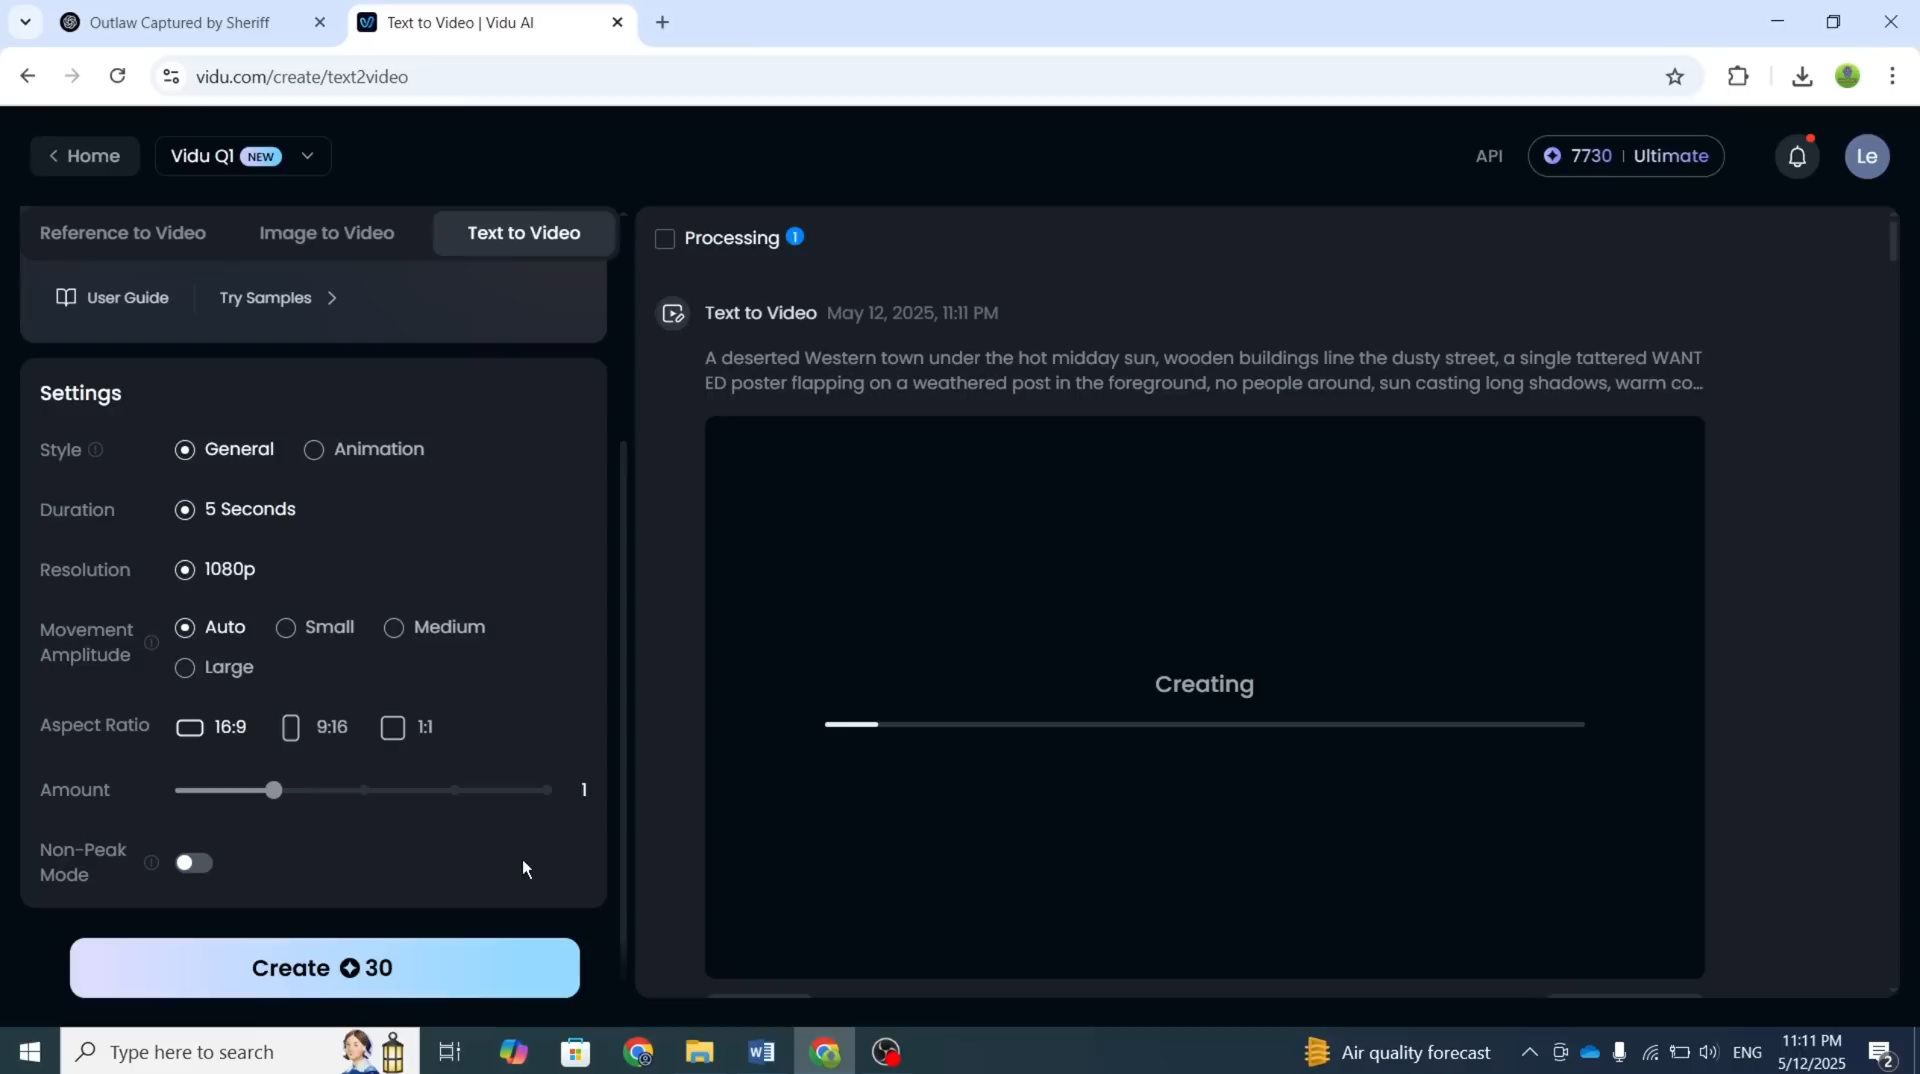 Outlaw Captured by Sheriff
Text to Video | Vidu AI
vidu.com/create/text2video
Home
Vidu Q1 NEW
API
7730 | Ultimate
Le
Reference to Video
Image to Video
Text to Video
User Guide
Try Samples
Settings
Style
General
Animation
Duration
5 Seconds
Resolution
1080p
Movement
Amplitude
Auto
Small
Medium
Large
Aspect Ratio
16:9
9:16
1:1
Amount
1
Non-Peak
Mode
Create 30
Processing 1
Text to Video May 12, 2025, 11:11 PM
A deserted Western town under the hot midday sun, wooden buildings line the dusty street, a single tattered WANT
ED poster flapping on a weathered post in the foreground, no people around, sun casting long shadows, warm co...
Creating
Type here to search
Air quality forecast
ENG
11:11 PM
5/12/2025
2